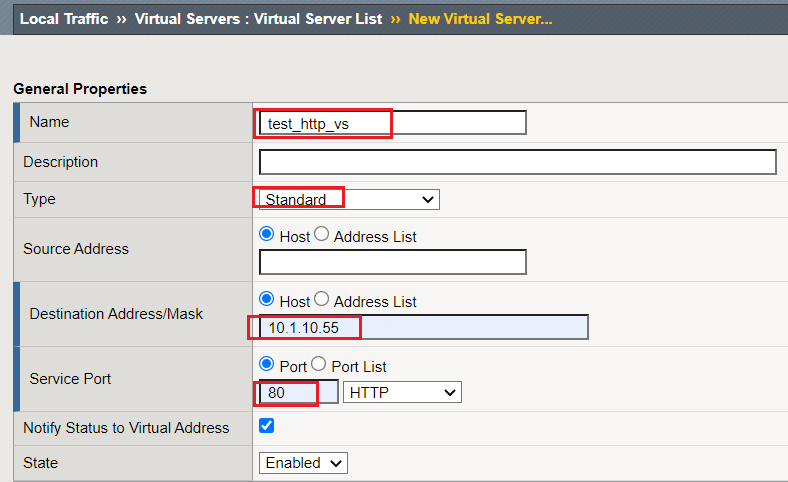 Local Traffic ›› Virtual Servers : Virtual Server List ›› New Virtual Server...
General Properties
Name test_http_vs
Description
Type Standard
Source Address Host Address List
Destination Address/Mask Host Address List
10.1.10.55
Service Port Port Port List
80 HTTP
Notify Status to Virtual Address
State Enabled